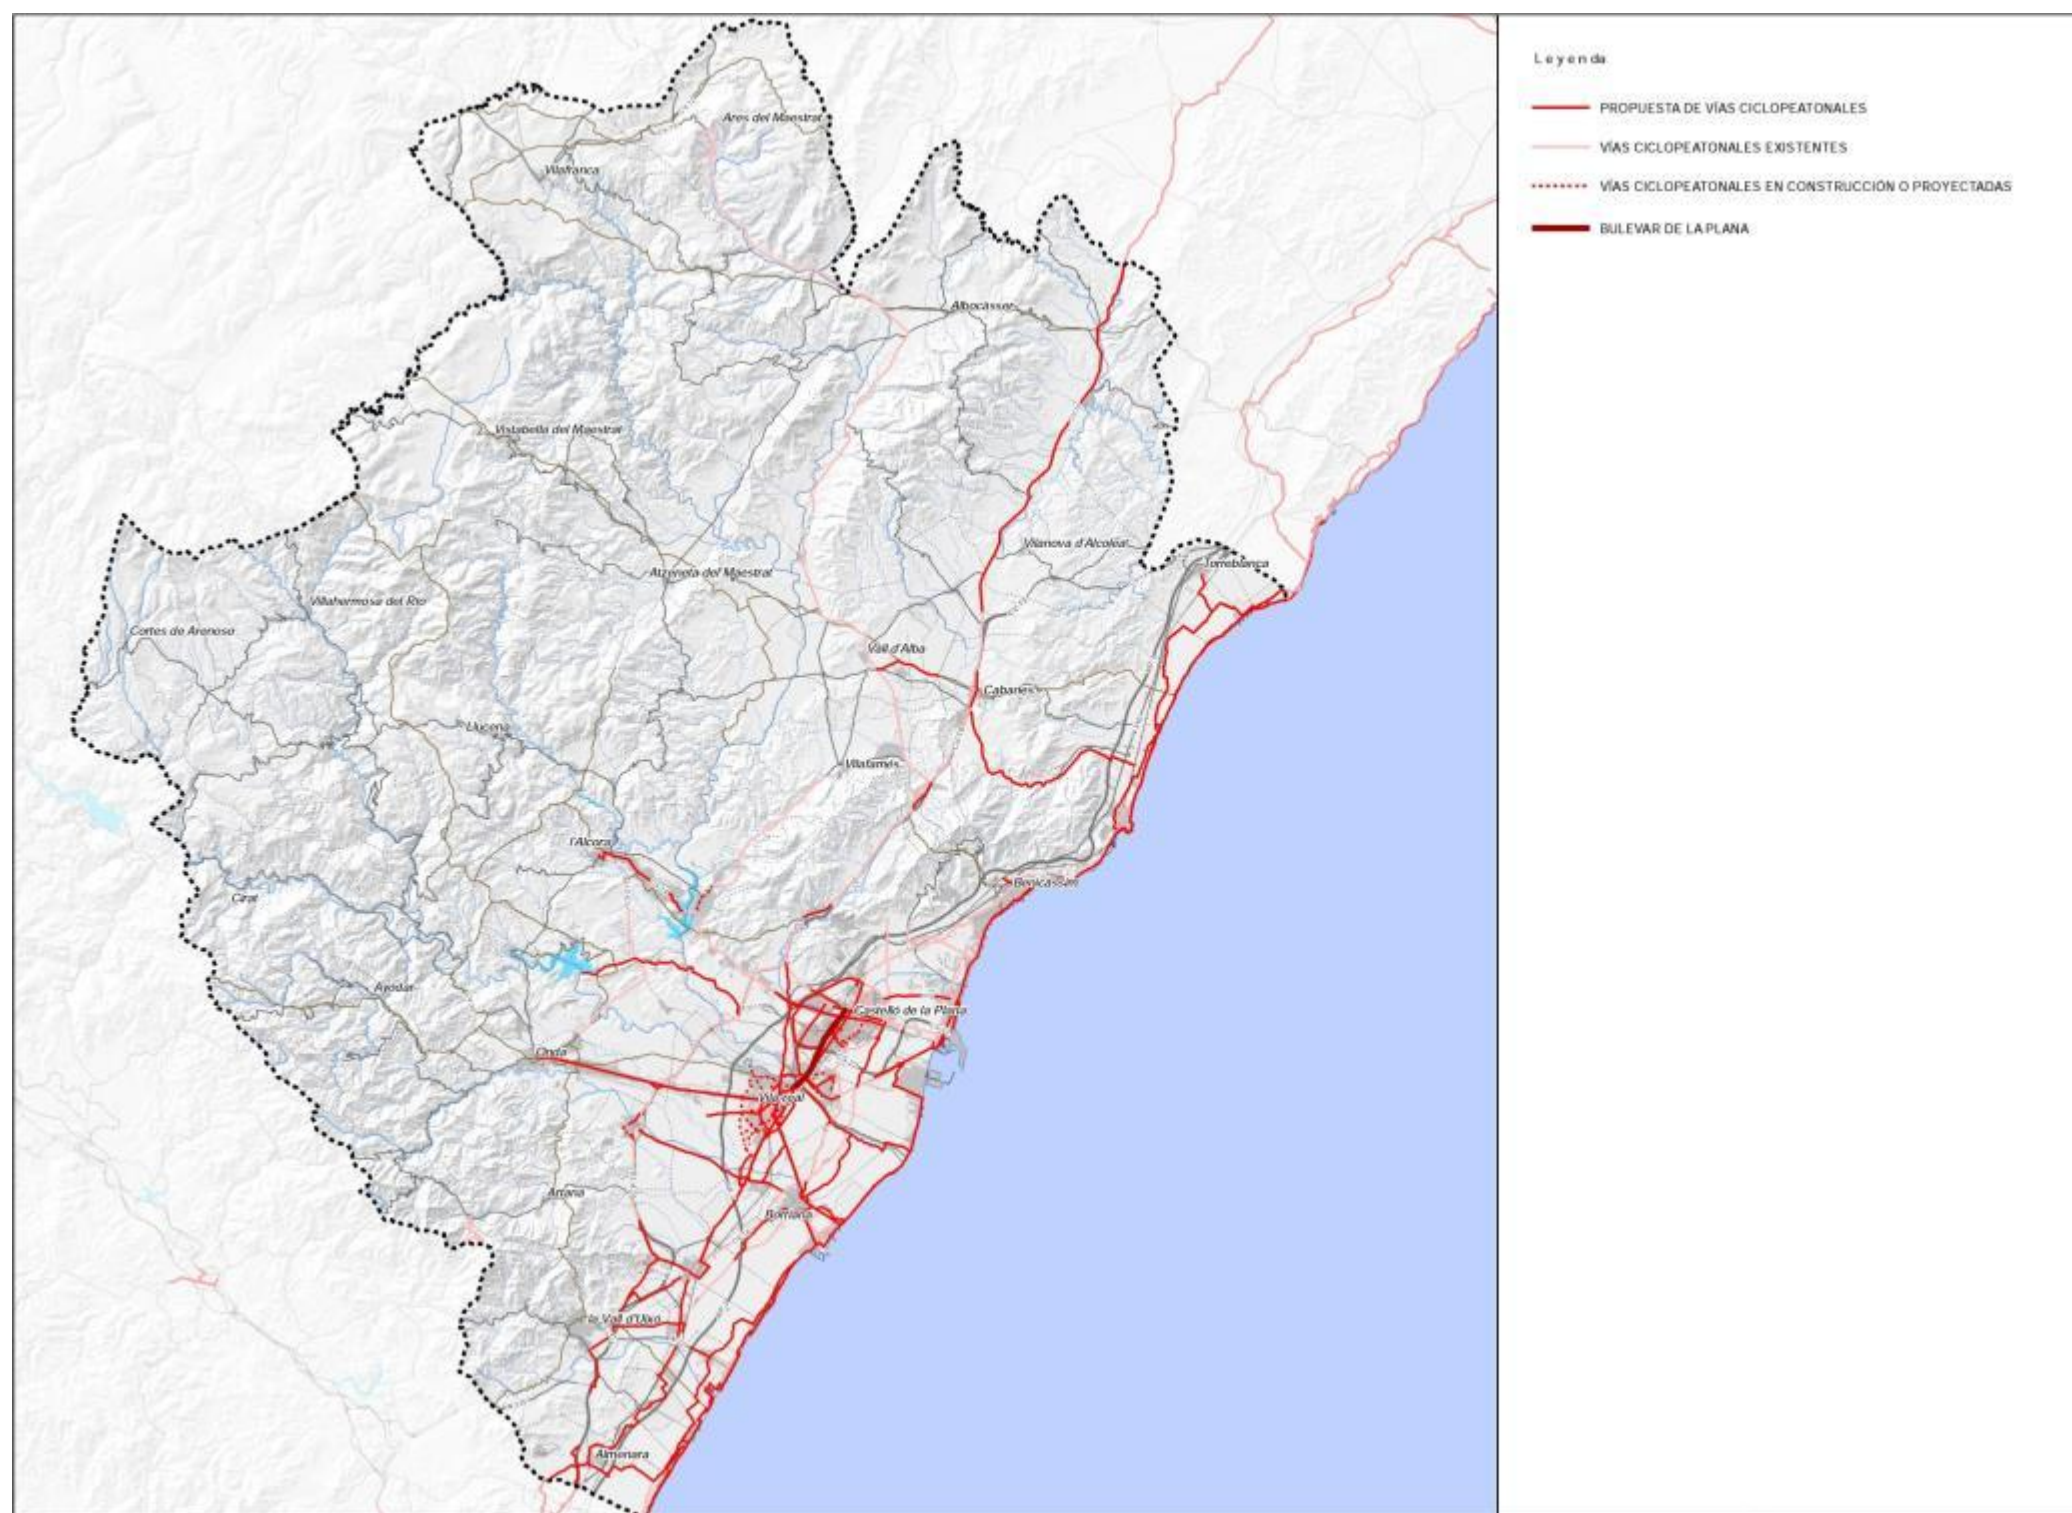 Leyenda
PROPUESTA DE VÍAS CICLOPEATONALES
VÍAS CICLOPEATONALES EXISTENTES
VÍAS CICLOPEATONALES EN CONSTRUCCIÓN O PROYECTADAS
BULEVAR DE LA PLANA
Ares del Maestrat
Vilafranca
Albocàsser
Vistabella del Maestrat
Vilanova d'Alcolea
Torreblanca
Atzeneta del Maestrat
Villahermosa del Río
Cortes de Arenoso
Vall d'Alba
Cabanes
Llucena
Vilafamés
l'Alcora
Benicàssim
Cirat
Ayodar
Castelló de la Plana
Onda
Vila-real
Artana
Borriana
la Vall d'Uixó
Almenara